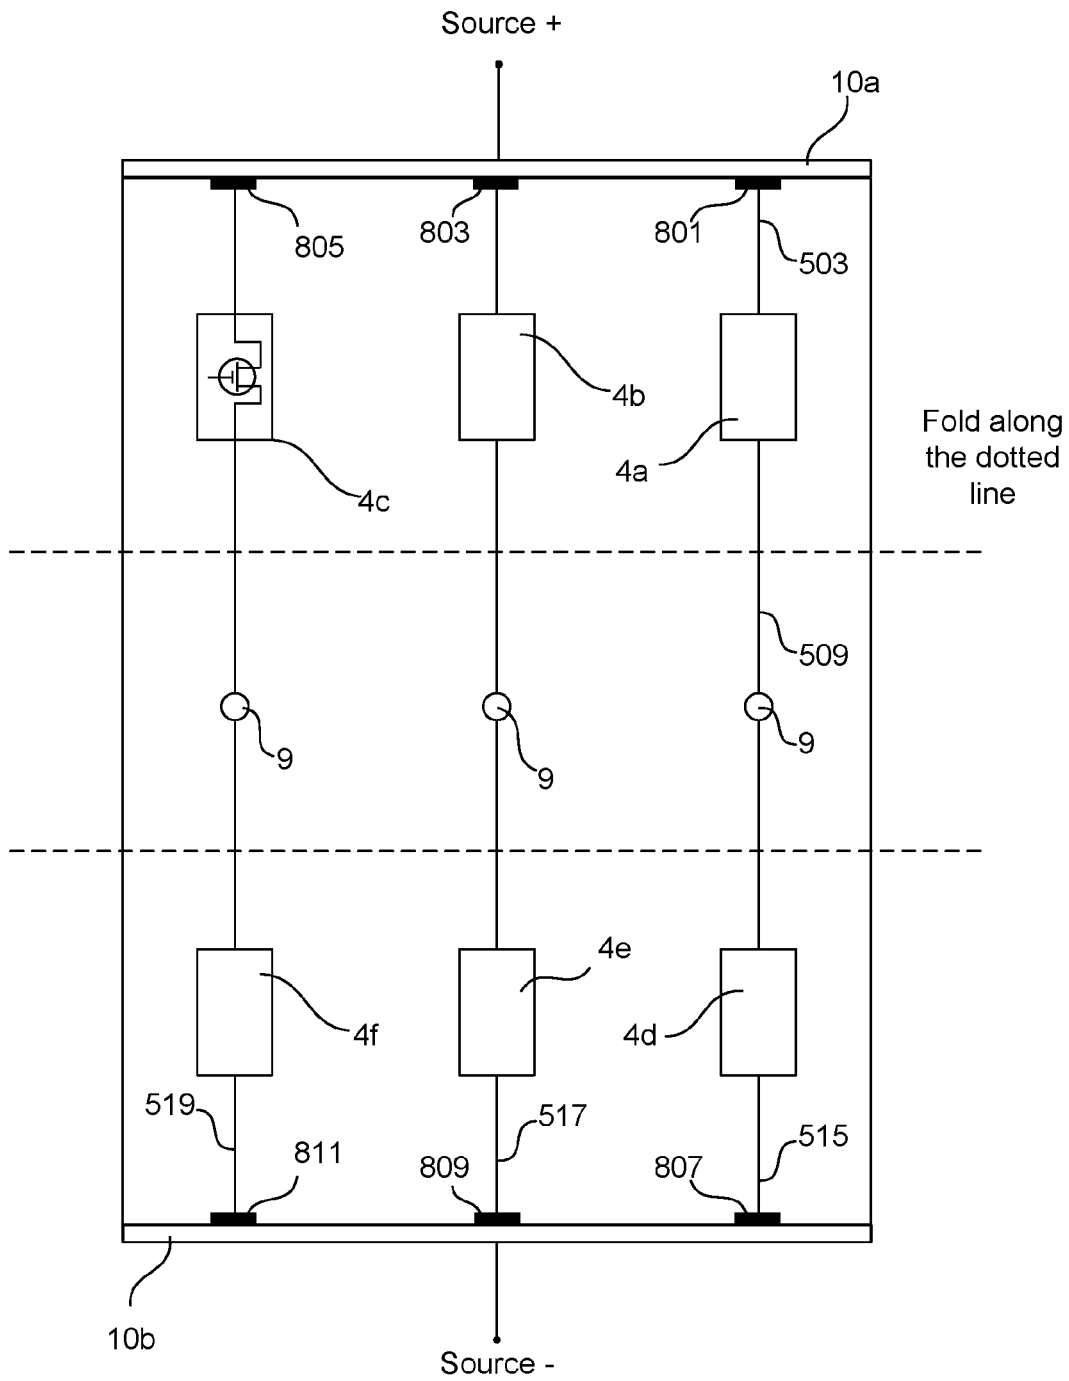 Source +
10a
805
803
801
503
4b
4a
4c
Fold along
the dotted
line
509
9
9
9
4f
4e
4d
519
517
515
811
809
807
10b
Source -